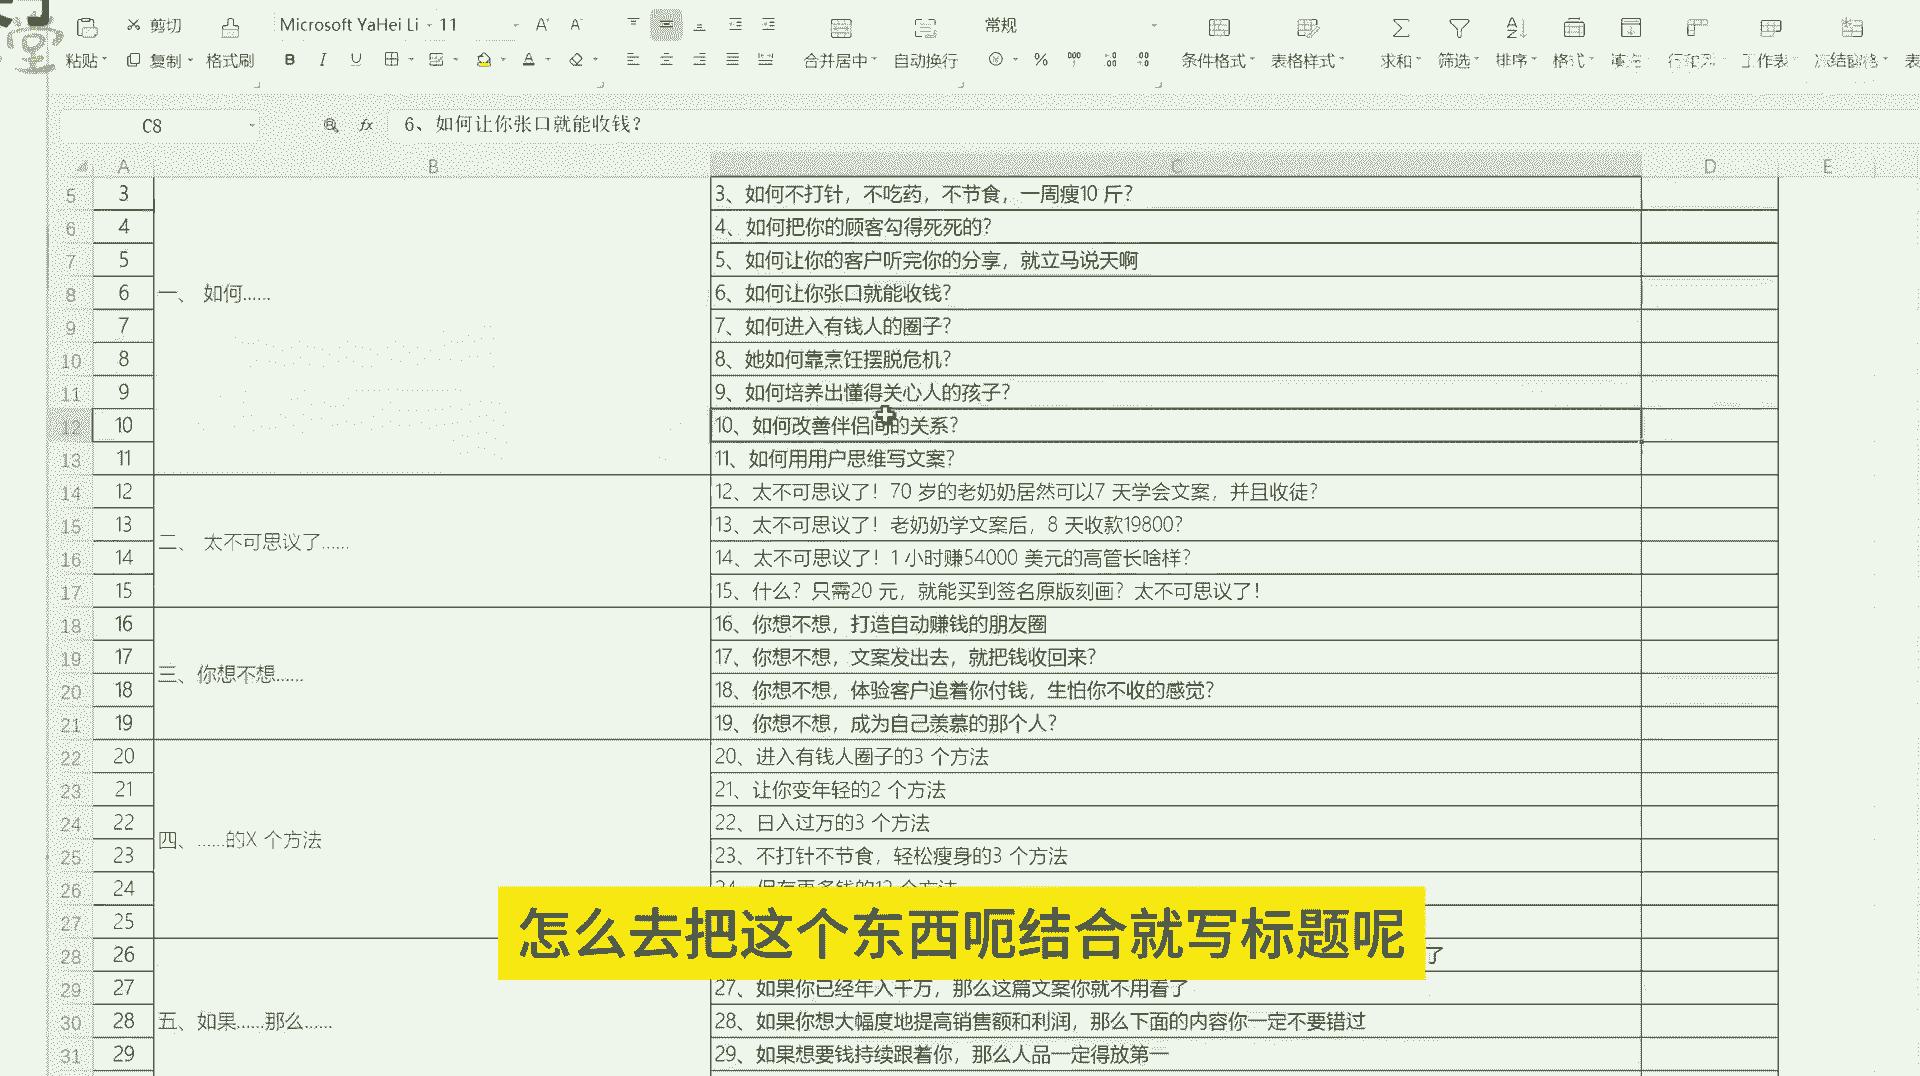 堂
剪切
Microsoft YaHei Li
11
A+
A-
常规
粘贴
复制
格式刷
B
I
U
A
合并居中
自动换行
%
条件格式
表格样式
求和
筛选
排序
格式
填充
行和列
工作表
冻结窗格
表
C8
fx
6、如何让你张口就能收钱?
A
B
C
D
E
5 3 3、如何不打针，不吃药，不节食，一周瘦10 斤?
6 4 4、如何把你的顾客勾得死死的?
7 5 5、如何让你的客户听完你的分享，就立马说天啊
8 6 一、 如何…… 6、如何让你张口就能收钱?
9 7 7、如何进入有钱人的圈子?
10 8 8、她如何靠烹饪摆脱危机?
11 9 9、如何培养出懂得关心人的孩子?
12 10 10、如何改善伴侣间的关系?
13 11 11、如何用用户思维写文案?
14 12 12、太不可思议了！70 岁的老奶奶居然可以7 天学会文案，并且收徒?
15 13 二、 太不可思议了…… 13、太不可思议了！老奶奶学文案后，8 天收款19800?
16 14 14、太不可思议了！1 小时赚54000 美元的高管长啥样?
17 15 15、什么？只需20 元，就能买到签名原版刻画？太不可思议了！
18 16 16、你想不想，打造自动赚钱的朋友圈
19 17 三、你想不想…… 17、你想不想，文案发出去，就把钱收回来?
20 18 18、你想不想，体验客户追着你付钱，生怕你不收的感觉?
21 19 19、你想不想，成为自己羡慕的那个人?
22 20 20、进入有钱人圈子的3 个方法
23 21 21、让你变年轻的2 个方法
24 22 四、……的X 个方法 22、日入过万的3 个方法
25 23 23、不打针不节食，轻松瘦身的3 个方法
26 24
27 25
怎么去把这个东西呃结合就写标题呢
28 26 了
29 27 27、如果你已经年入千万，那么这篇文案你就不用看了
30 28 五、如果……那么…… 28、如果你想大幅度地提高销售额和利润，那么下面的内容你一定不要错过
31 29 29、如果想要钱持续跟着你，那么人品一定得放第一